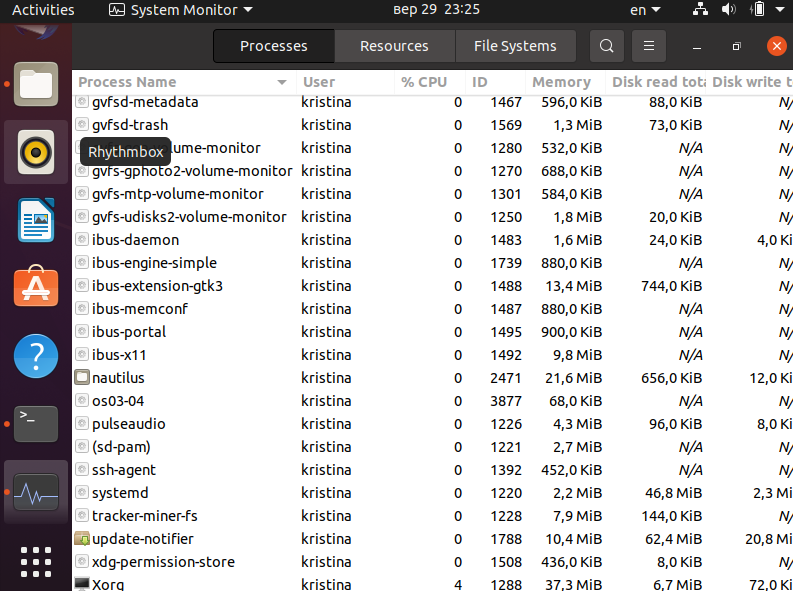 Activities System Monitor вер 29 23:25 en
Processes Resources File Systems
Process Name User % CPU ID Memory Disk read tota Disk write t
gvfsd-metadata kristina 0 1467 596,0 KiB 88,0 KiB N/
gvfsd-trash kristina 0 1569 1,3 MiB 73,0 KiB N/
Rhythmbox
olume-monitor kristina 0 1280 532,0 KiB N/A N/
gvfs-gphoto2-volume-monitor kristina 0 1270 688,0 KiB N/A N/
gvfs-mtp-volume-monitor kristina 0 1301 584,0 KiB N/A N/
gvfs-udisks2-volume-monitor kristina 0 1250 1,8 MiB 20,0 KiB N/
ibus-daemon kristina 0 1483 1,6 MiB 24,0 KiB 4,0 Ki
ibus-engine-simple kristina 0 1739 880,0 KiB N/A N/
ibus-extension-gtk3 kristina 0 1488 13,4 MiB 744,0 KiB N/
ibus-memconf kristina 0 1487 880,0 KiB N/A N/
ibus-portal kristina 0 1495 900,0 KiB N/A N/
ibus-x11 kristina 0 1492 9,8 MiB N/A N/
nautilus kristina 0 2471 21,6 MiB 656,0 KiB 12,0 K
os03-04 kristina 0 3877 68,0 KiB N/A N/
pulseaudio kristina 0 1226 4,3 MiB 96,0 KiB 8,0 Ki
(sd-pam) kristina 0 1221 2,7 MiB N/A N/
ssh-agent kristina 0 1392 452,0 KiB N/A N/
systemd kristina 0 1220 2,2 MiB 46,8 MiB 2,3 M
tracker-miner-fs kristina 0 1228 7,9 MiB 144,0 KiB N/
update-notifier kristina 0 1788 10,4 MiB 62,4 MiB 20,8 M
xdg-permission-store kristina 0 1508 436,0 KiB 8,0 KiB N/
Xorg kristina 4 1288 37,3 MiB 6,7 MiB 72,0 K